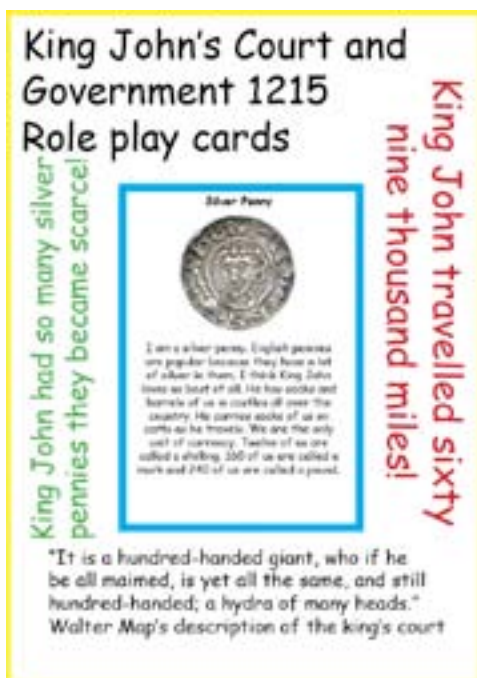 King John's Court and
Government 1215
Role play cards
King John had so many silver
pennies they became scarce!
King John travelled sixty
nine thousand miles!
Silver Penny
I am a silver penny. English pennies
are popular because they have a lot
of silver in them. I think King John
loves us best of all. He has sacks and
barrels of us in castles all over the
country. He carries sacks of us in
carts as he travels. We are the only
unit of currency. Twelve of us are
called a shilling. 160 of us are called a
mark and 240 of us are called a pound.
"It is a hundred-handed giant, who if he
be all maimed, is yet all the same, and still
hundred-handed; a hydra of many heads."
Walter Map's description of the king's court